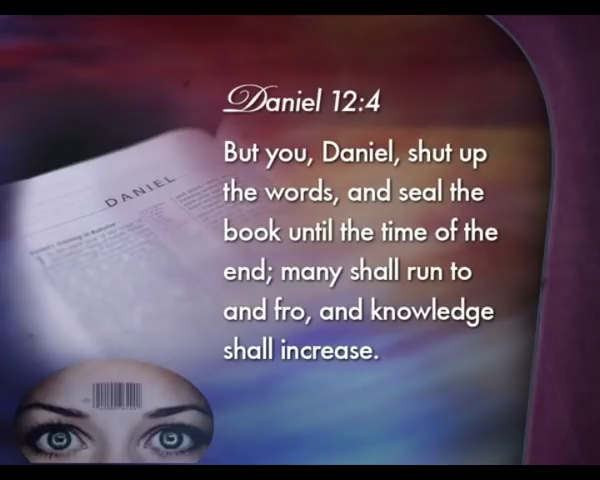 Daniel 12:4
But you, Daniel, shut up
the words, and seal the
book until the time of the
end; many shall run to
and fro, and knowledge
shall increase.
DANIEL